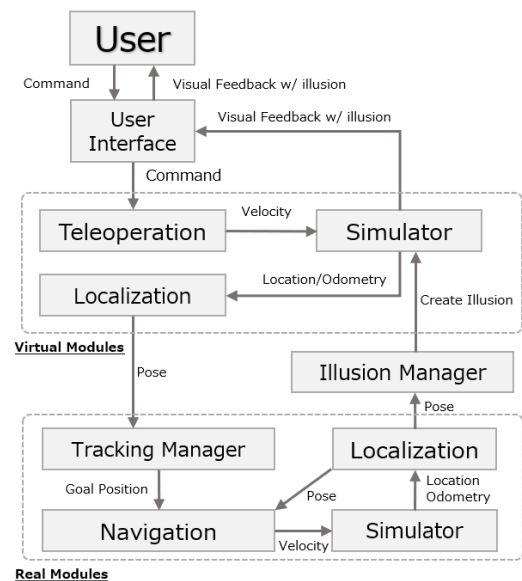 User
Command
Visual Feedback w/ illusion
User
Interface
Visual Feedback w/ illusion
Command
Teleoperation
Velocity
Simulator
Localization
Location/Odometry
Create Illusion
Virtual Modules
Pose
Illusion Manager
Pose
Tracking Manager
Localization
Goal Position
Pose
Location
Odometry
Navigation
Velocity
Simulator
Real Modules